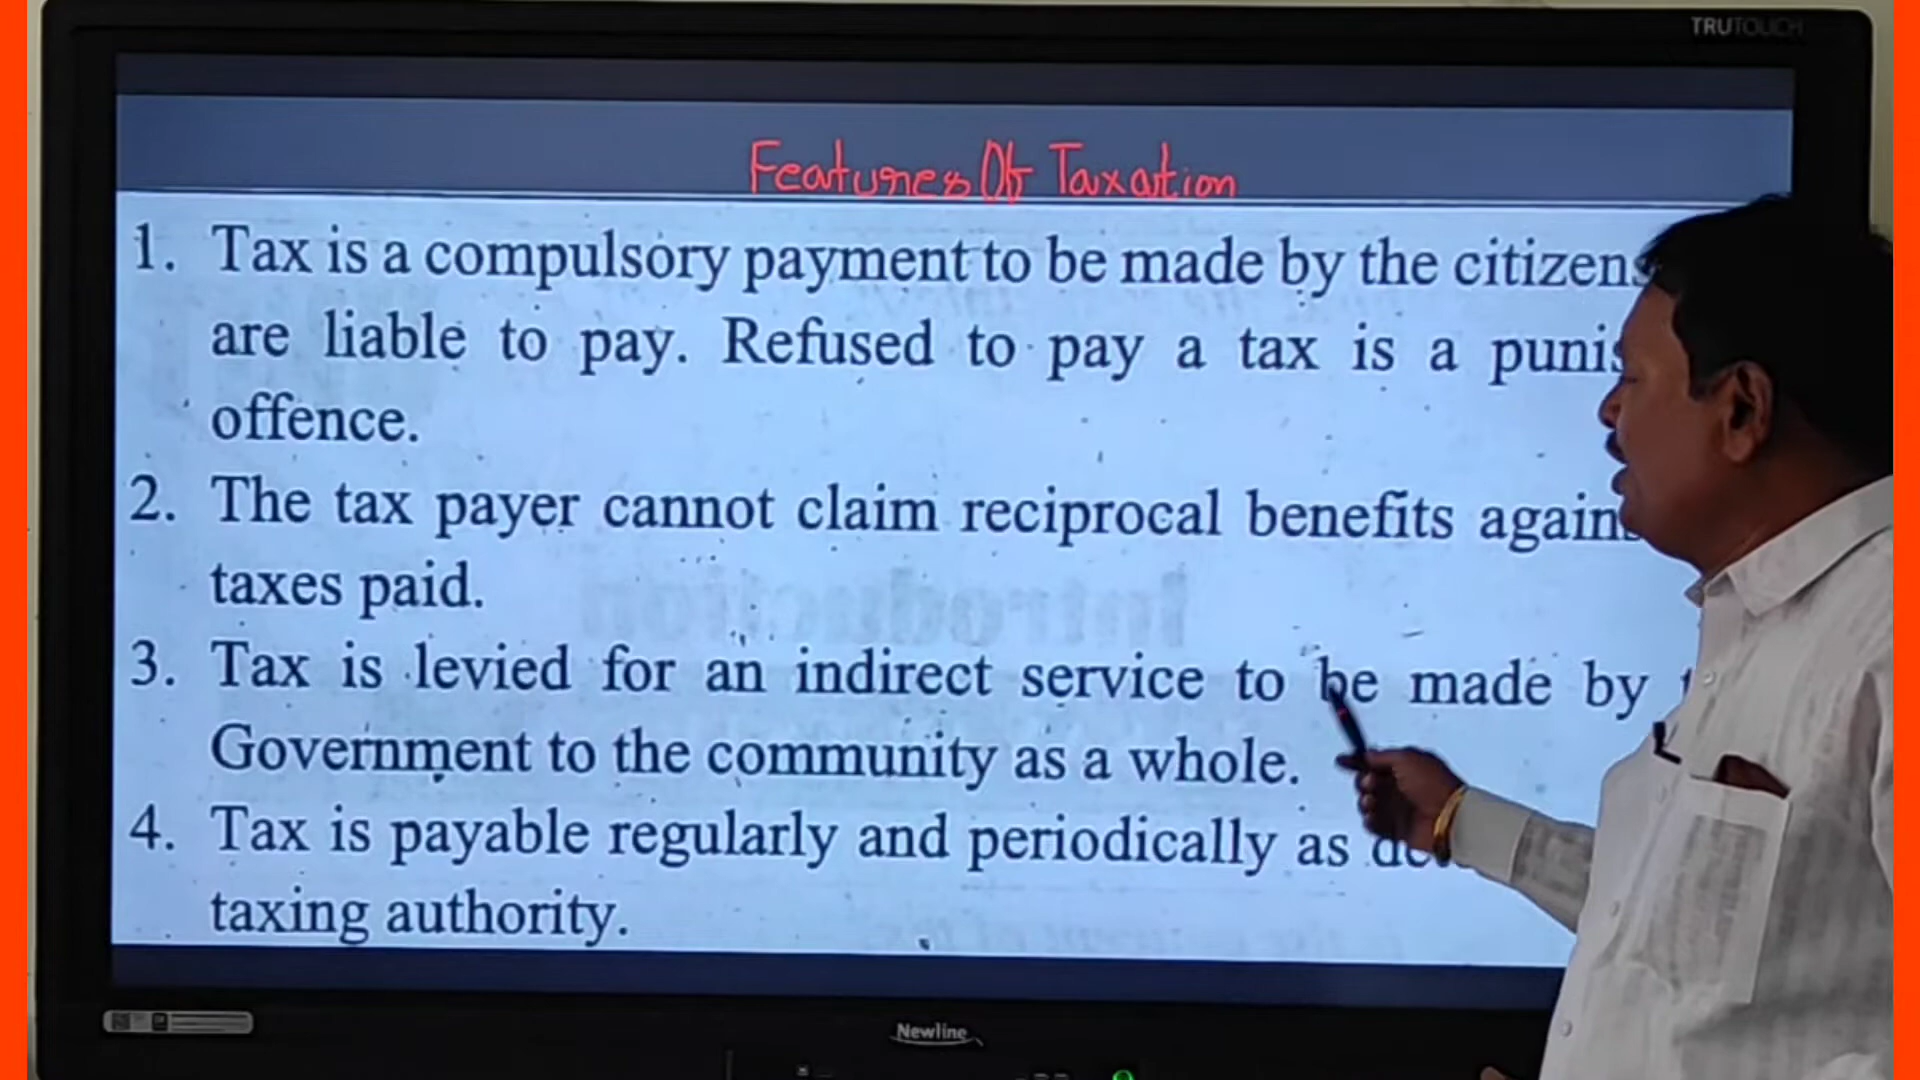 TRUTOUCH
Features Of Taxation
1. Tax is a compulsory payment to be made by the citizens
are liable to pay. Refused to pay a tax is a
offence.
2. The tax payer cannot claim reciprocal benefits
taxes paid.
3. Tax is levied for an indirect service to be made by
Government to the community as a whole.
4. Tax is payable regularly and periodically as
taxing authority.
Newline